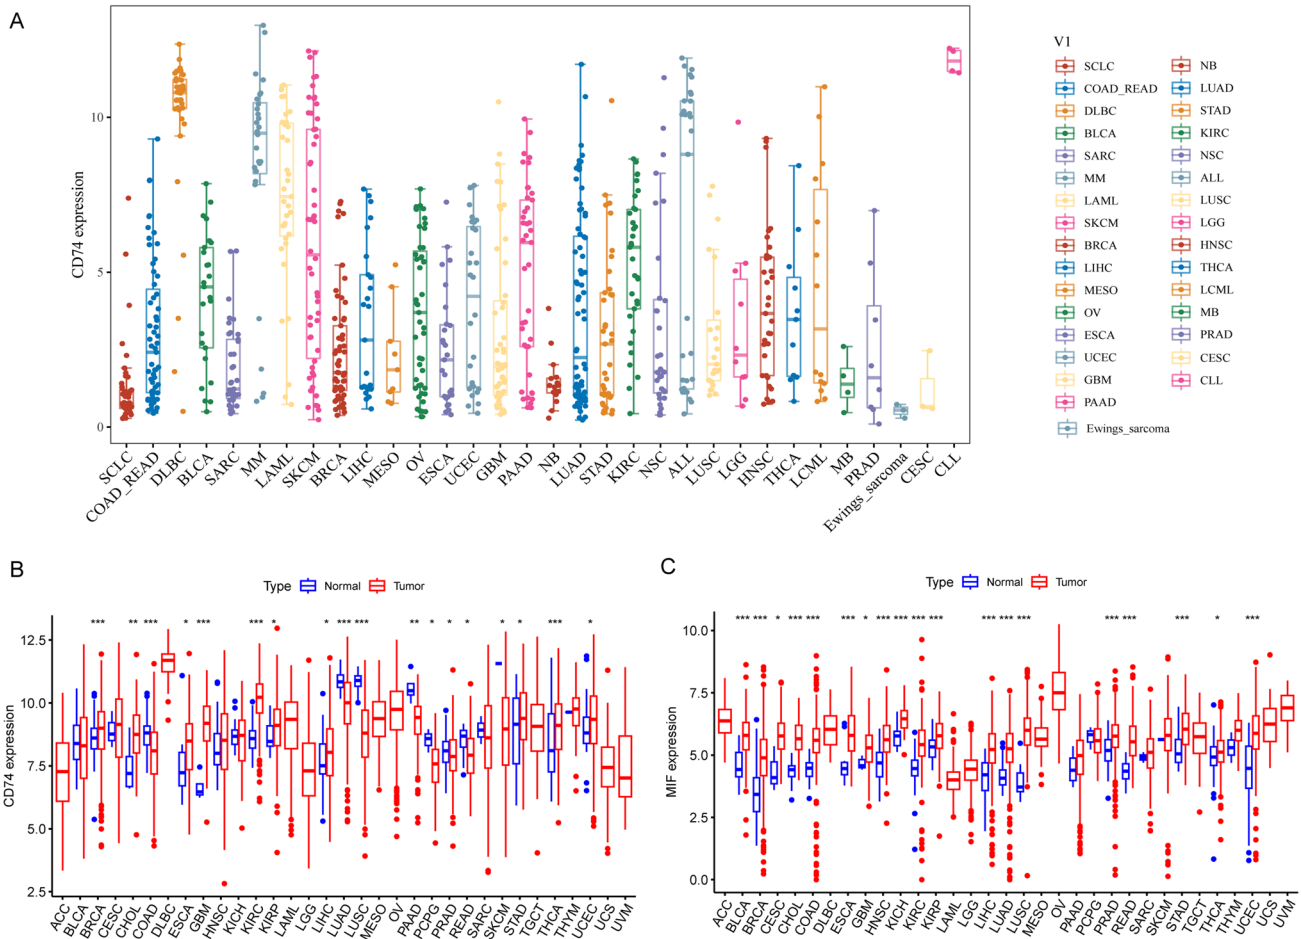 A
CD74 expression
10
5
0
SCLC
COAD_READ
DLBC
BLCA
SARC
MM
LAML
SKCM
BRCA
LIHC
MESO
OV
ESCA
UCEC
GBM
PAAD
NB
LUAD
STAD
KIRC
NSC
ALL
LUSC
LGG
HNSC
THCA
LCML
MB
PRAD
Ewings_sarcoma
CESC
CLL
V1
SCLC NB
COAD_READ LUAD
DLBC STAD
BLCA KIRC
SARC NSC
MM ALL
LAML LUSC
SKCM LGG
BRCA HNSC
LIHC THCA
MESO LCML
OV MB
ESCA PRAD
UCEC CESC
GBM CLL
PAAD
Ewings_sarcoma
B
Type Normal Tumor
*** ** *** * *** *** * * *** *** ** * * * * * *** *
CD74 expression
12.5
10.0
7.5
5.0
2.5
ACC
BLCA
BRCA
CESC
CHOL
COAD
DLBC
ESCA
GBM
HNSC
KICH
KIRC
KIRP
LAML
LGG
LIHC
LUAD
LUSC
MESO
OV
PAAD
PCPG
PRAD
READ
SARC
SKCM
STAD
TGCT
THCA
THYM
UCEC
UCS
UVM
C
Type Normal Tumor
*** *** * *** *** *** * *** *** *** *** *** *** *** *** *** *** * ***
MIF expression
10.0
7.5
5.0
2.5
0.0
ACC
BLCA
BRCA
CESC
CHOL
COAD
DLBC
ESCA
GBM
HNSC
KICH
KIRC
KIRP
LAML
LGG
LIHC
LUAD
LUSC
MESO
OV
PAAD
PCPG
PRAD
READ
SARC
SKCM
STAD
TGCT
THCA
THYM
UCEC
UCS
UVM